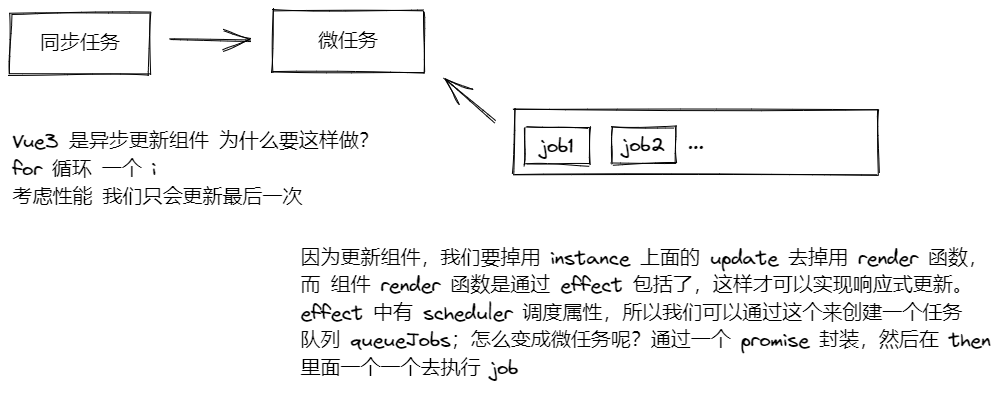 同步任务
微任务
job1
job2
...
Vue3 是异步更新组件 为什么要这样做?
for 循环 一个 i
考虑性能 我们只会更新最后一次
因为更新组件，我们要掉用 instance 上面的 update 去掉用 render 函数，
而 组件 render 函数是通过 effect 包括了，这样才可以实现响应式更新。
effect 中有 scheduler 调度属性，所以我们可以通过这个来创建一个任务
队列 queueJobs；怎么变成微任务呢？通过一个 promise 封装，然后在 then
里面一个一个去执行 job